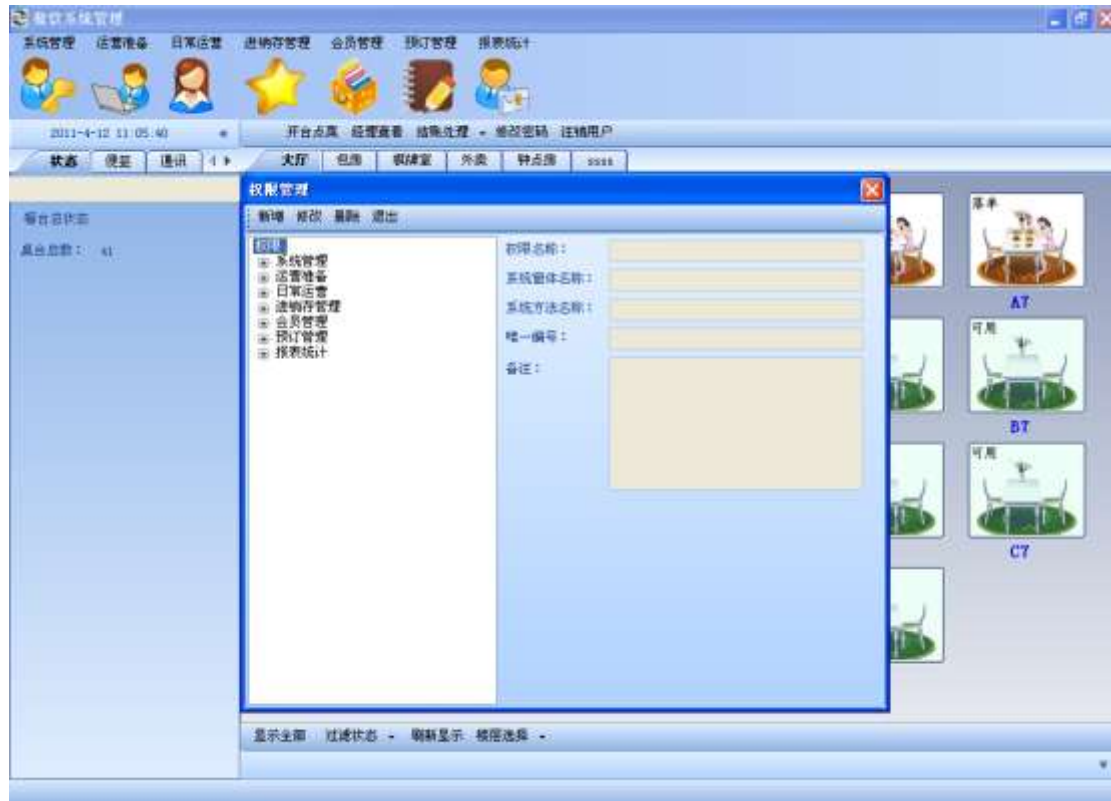 餐饮系统管理
系统管理 运营准备 日常运营 进销存管理 会员管理 预订管理 报表统计
2011-4-12 11:05:40 开台点菜 经理查看 结账处理 修改密码 注销用户
状态 便签 通讯 大厅 包房 棋牌室 外卖 钟点房 ssss
权限管理
新增 修改 删除 退出
餐台总状态
桌台总数: 41
权限
系统管理
运营准备
日常运营
进销存管理
会员管理
预订管理
报表统计
权限名称:
系统窗体名称:
系统方法名称:
唯一编号:
备注:
落单
A7
可用
B7
可用
C7
显示全部 过滤状态 刷新显示 楼层选择